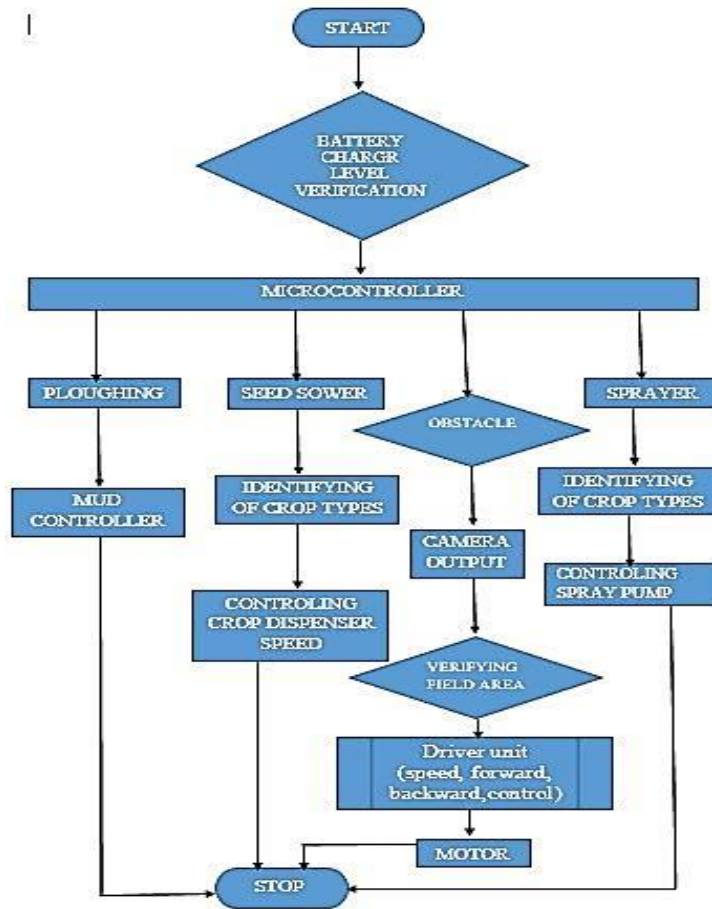 START
BATTERY
CHARGR
LEVEL
VERIFICATION
MICROCONTROLLER
PLOUGHING
SEED SOWER
OBSTACLE
SPRAYER
MUD
CONTROLLER
IDENTIFYING
OF CROP TYPES
CAMERA
OUTPUT
IDENTIFYING
OF CROP TYPES
CONTROLING
CROP DISPENSER
SPEED
CONTROLING
SPRAY PUMP
VERIFYING
FIELD AREA
Driver unit
(speed, forward,
backward,control)
MOTOR
STOP